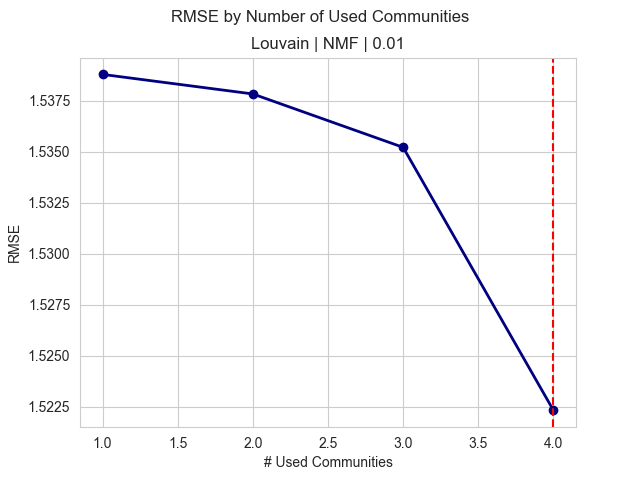 RMSE by Number of Used Communities
Louvain | NMF | 0.01
RMSE
1.5375
1.5350
1.5325
1.5300
1.5275
1.5250
1.5225
1.0 1.5 2.0 2.5 3.0 3.5 4.0
# Used Communities